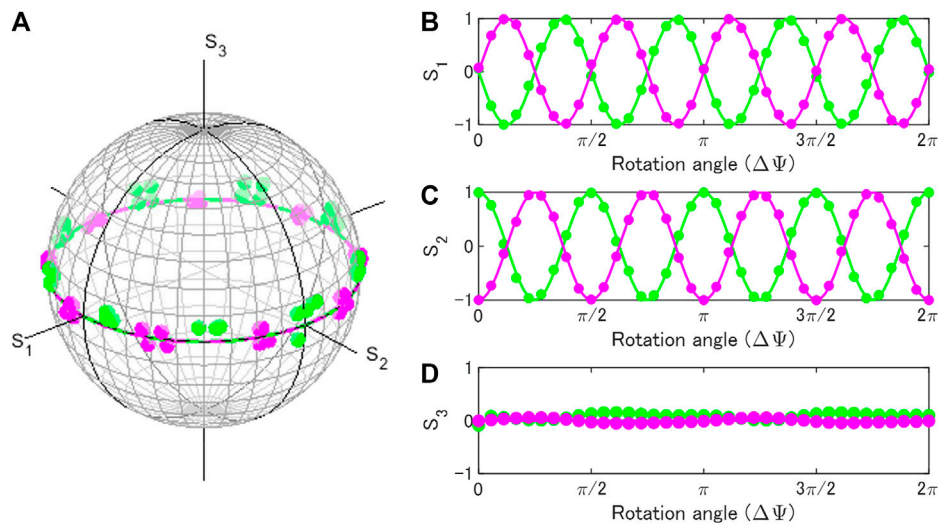 A
S3
S1
S2
B
1
0
-1
S1
0
π/2
π
3π/2
2π
Rotation angle (ΔΨ)
C
1
0
-1
S2
0
π/2
π
3π/2
2π
Rotation angle (ΔΨ)
D
1
0
-1
S3
0
π/2
π
3π/2
2π
Rotation angle (ΔΨ)